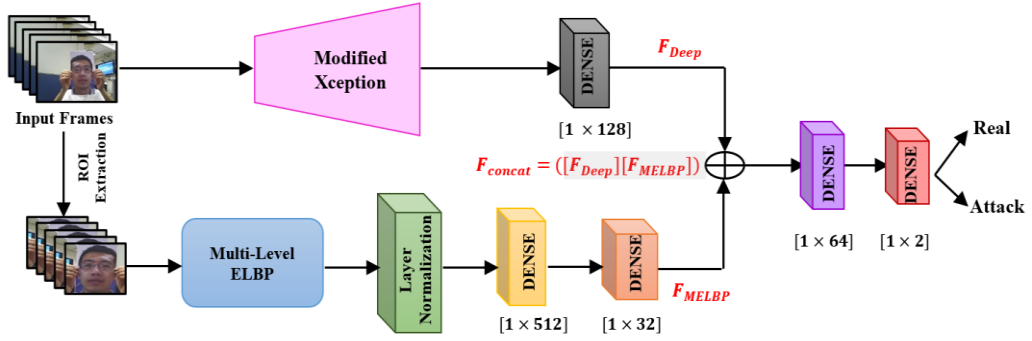 Input Frames
Modified
Xception
DENSE
[1 × 128]
F_Deep
ROI
Extraction
F_concat = ([F_Deep][F_MELBP])
Multi-Level
ELBP
Layer
Normalization
DENSE
[1 × 512]
DENSE
[1 × 32]
F_MELBP
DENSE
[1 × 64]
DENSE
[1 × 2]
Real
Attack